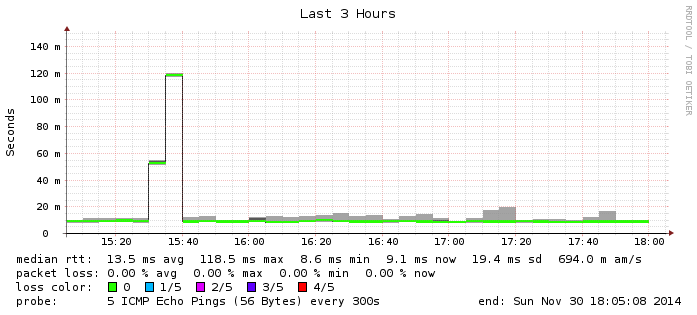 Last 3 Hours
RRDTOOL / TOBI OETIKER
Seconds
140 m
120 m
100 m
80 m
60 m
40 m
20 m
0
15:20 15:40 16:00 16:20 16:40 17:00 17:20 17:40 18:00
median rtt: 13.5 ms avg 118.5 ms max 8.6 ms min 9.1 ms now 19.4 ms sd 694.0 m am/s
packet loss: 0.00 % avg 0.00 % max 0.00 % min 0.00 % now
loss color: 0 1/5 2/5 3/5 4/5
probe: 5 ICMP Echo Pings (56 Bytes) every 300s end: Sun Nov 30 18:05:08 2014